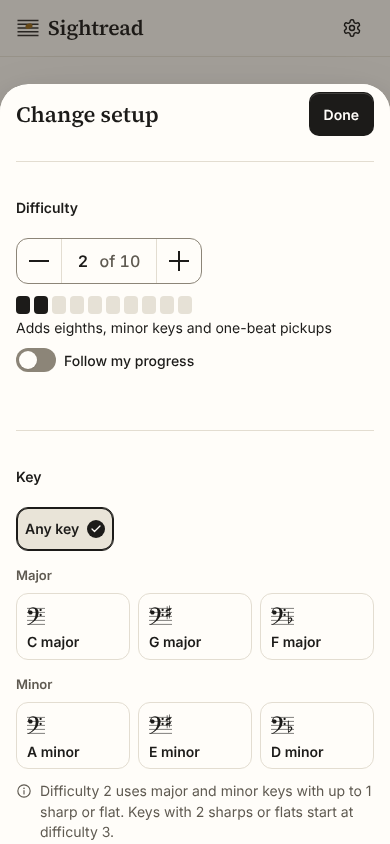 Sightread
Change setup
Done
Difficulty
2 of 10
Adds eighths, minor keys and one-beat pickups
Follow my progress
Key
Any key
Major
C major
G major
F major
Minor
A minor
E minor
D minor
Difficulty 2 uses major and minor keys with up to 1
sharp or flat. Keys with 2 sharps or flats start at
difficulty 3.